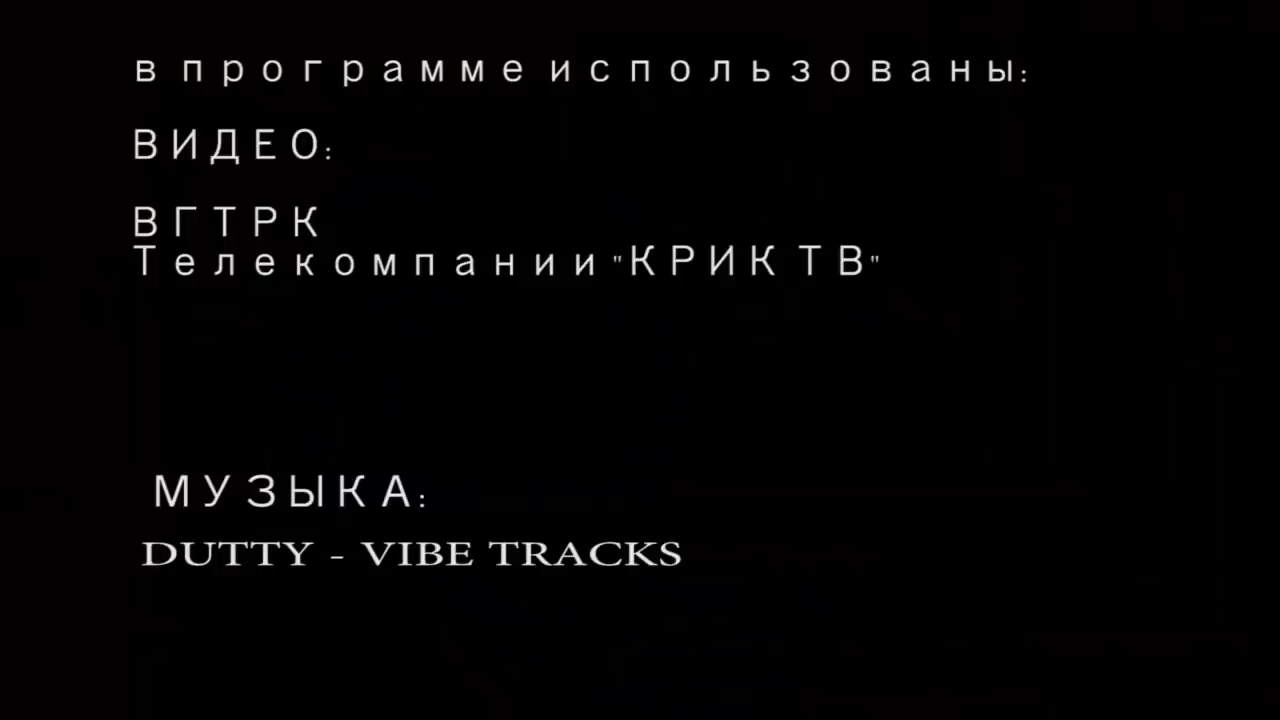 в программе использованы:
ВИДЕО:
ВГТРК
Телекомпании "КРИК ТВ"
МУЗЫКА:
DUTTY - VIBE TRACKS